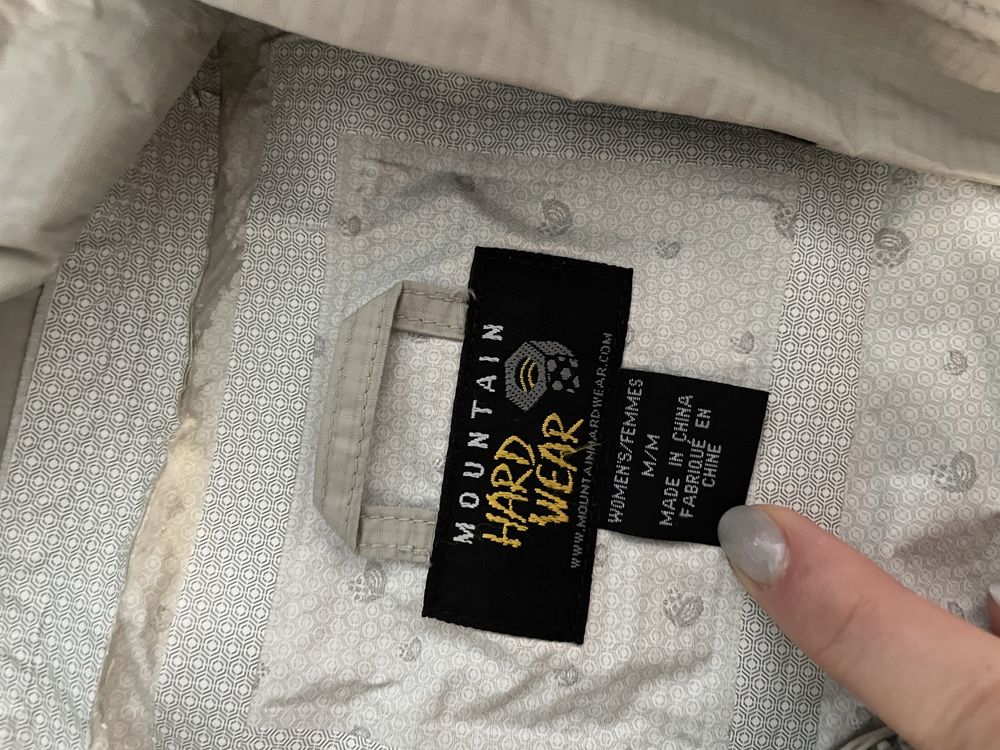 MOUNTAIN
HARD
WEAR
WWW.MOUNTAINHARDWEAR.COM
WOMEN'S/FEMMES
M/M
MADE IN CHINA
FABRIQUÉ EN
CHINE